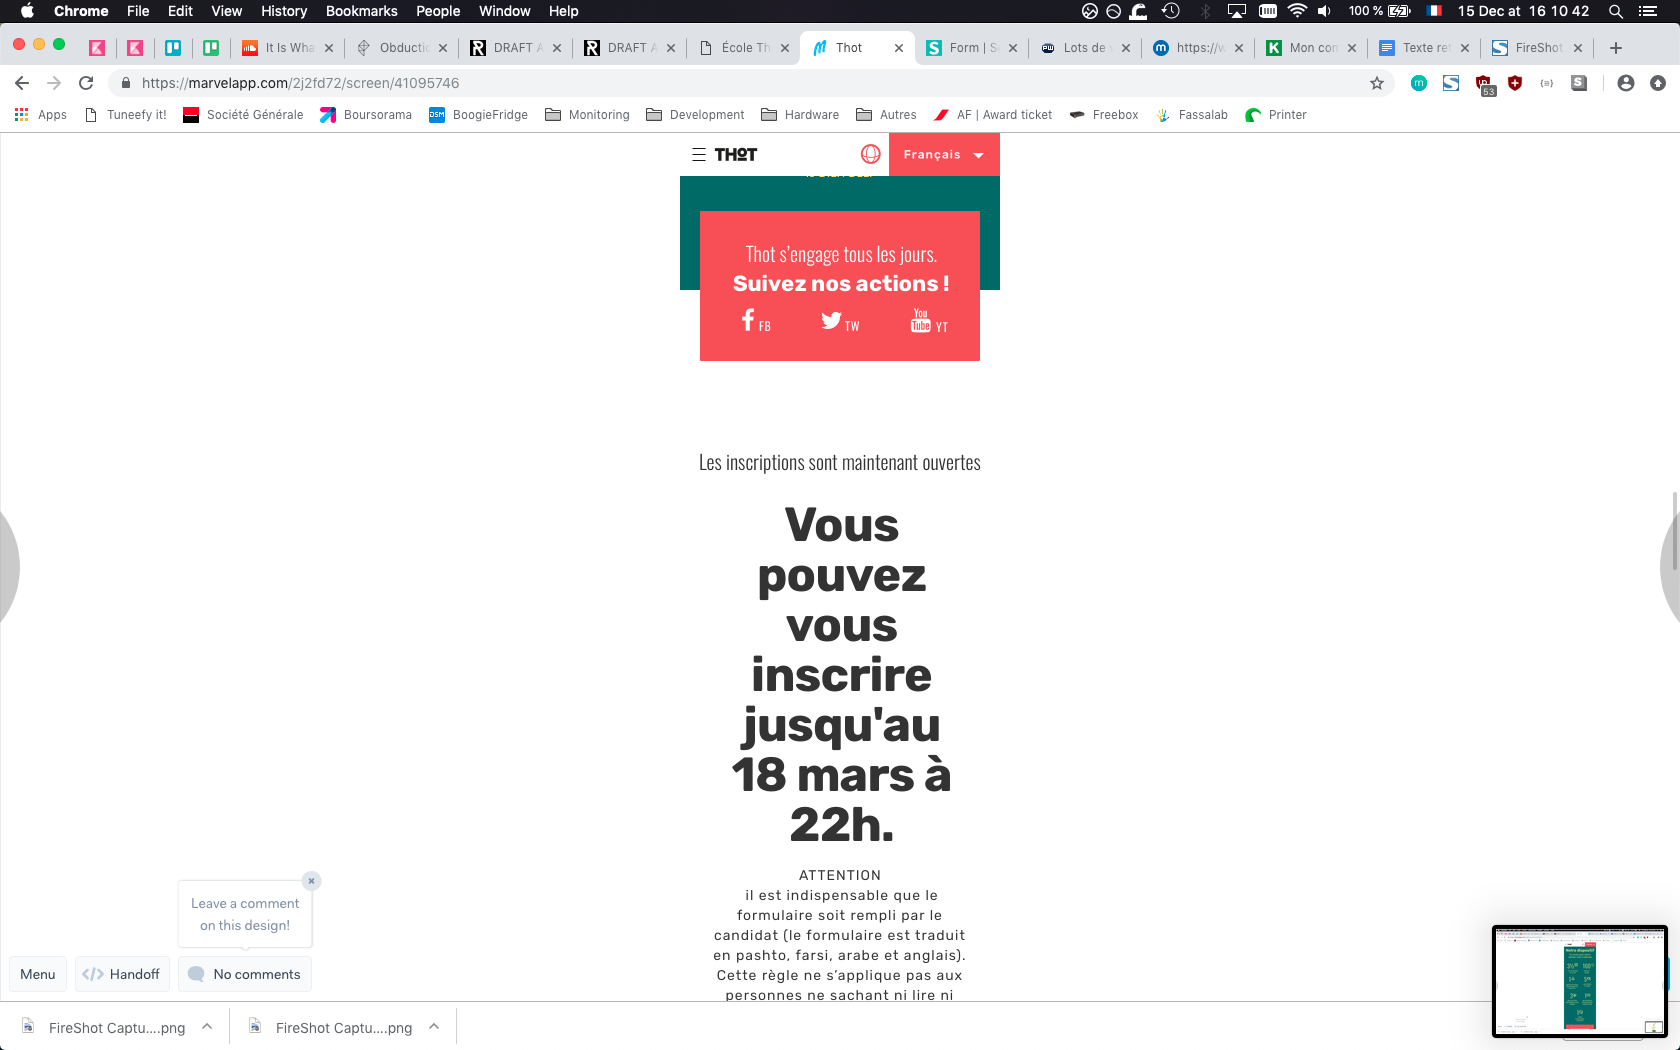 Chrome File Edit View History Bookmarks People Window Help 100 % 15 Dec at 16 10 42
It Is Wha Obductic DRAFT A DRAFT A École Th Thot Form | S Lots de https://w Mon con Texte ret FireShot
https://marvelapp.com/2j2fd72/screen/41095746 53
Apps Tuneefy it! Société Générale Boursorama BoogieFridge Monitoring Development Hardware Autres AF | Award ticket Freebox Fassalab Printer
THOT Français
Thot s’engage tous les jours.
Suivez nos actions !
FB TW You Tube YT
Les inscriptions sont maintenant ouvertes
Vous
pouvez
vous
inscrire
jusqu'au
18 mars à
22h.
ATTENTION
il est indispensable que le
formulaire soit rempli par le
candidat (le formulaire est traduit
en pashto, farsi, arabe et anglais).
Cette règle ne s’applique pas aux
personnes ne sachant ni lire ni
Leave a comment
on this design!
Menu Handoff No comments
FireShot Captu....png FireShot Captu....png